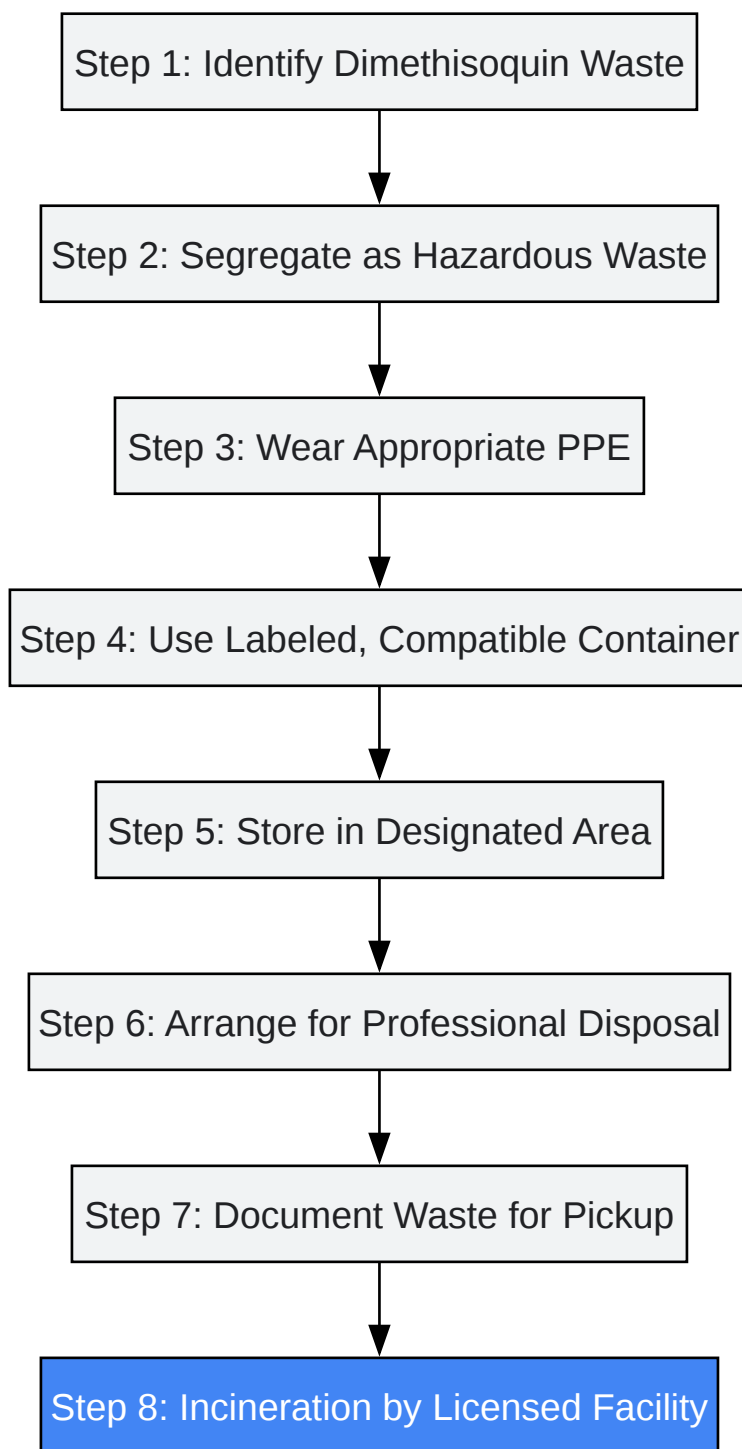 Step 1: Identify Dimethisoquin Waste
Step 2: Segregate as Hazardous Waste
Step 3: Wear Appropriate PPE
Step 4: Use Labeled, Compatible Container
Step 5: Store in Designated Area
Step 6: Arrange for Professional Disposal
Step 7: Document Waste for Pickup
Step 8: Incineration by Licensed Facility